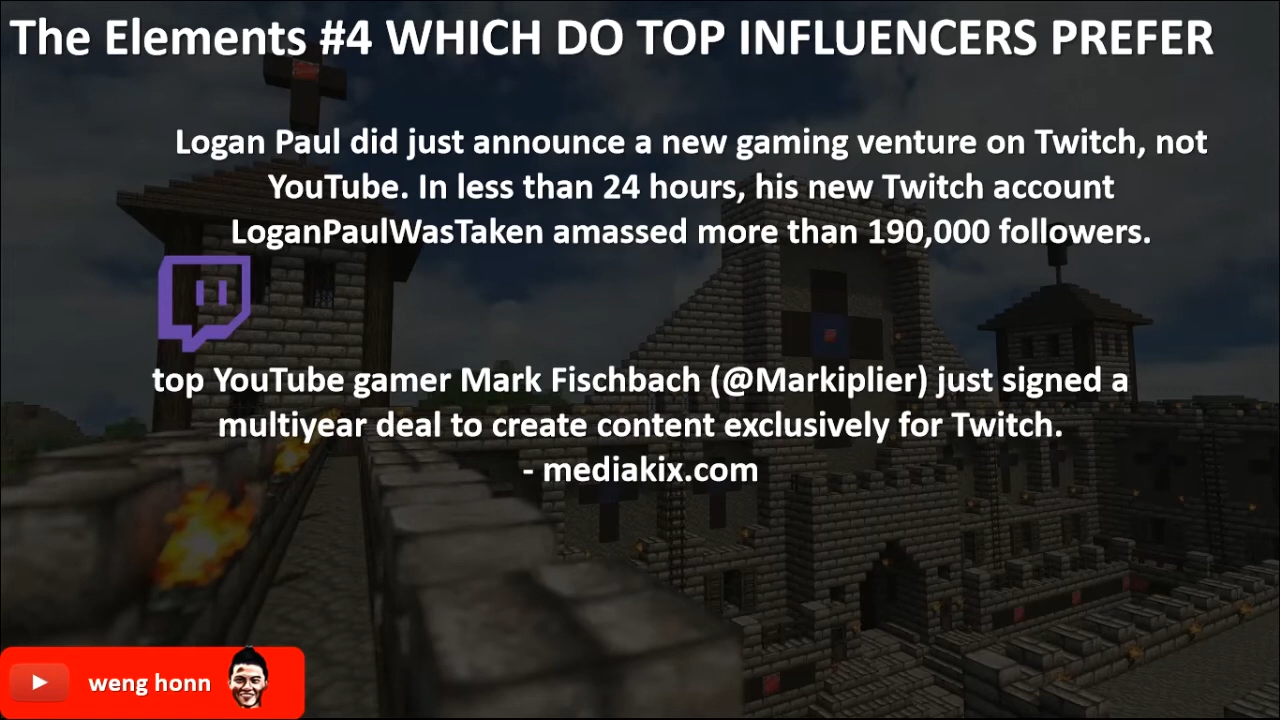 The Elements #4 WHICH DO TOP INFLUENCERS PREFER
Logan Paul did just announce a new gaming venture on Twitch, not
YouTube. In less than 24 hours, his new Twitch account
LoganPaulWasTaken amassed more than 190,000 followers.
top YouTube gamer Mark Fischbach (@Markiplier) just signed a
multiyear deal to create content exclusively for Twitch.
- mediakix.com
weng honn